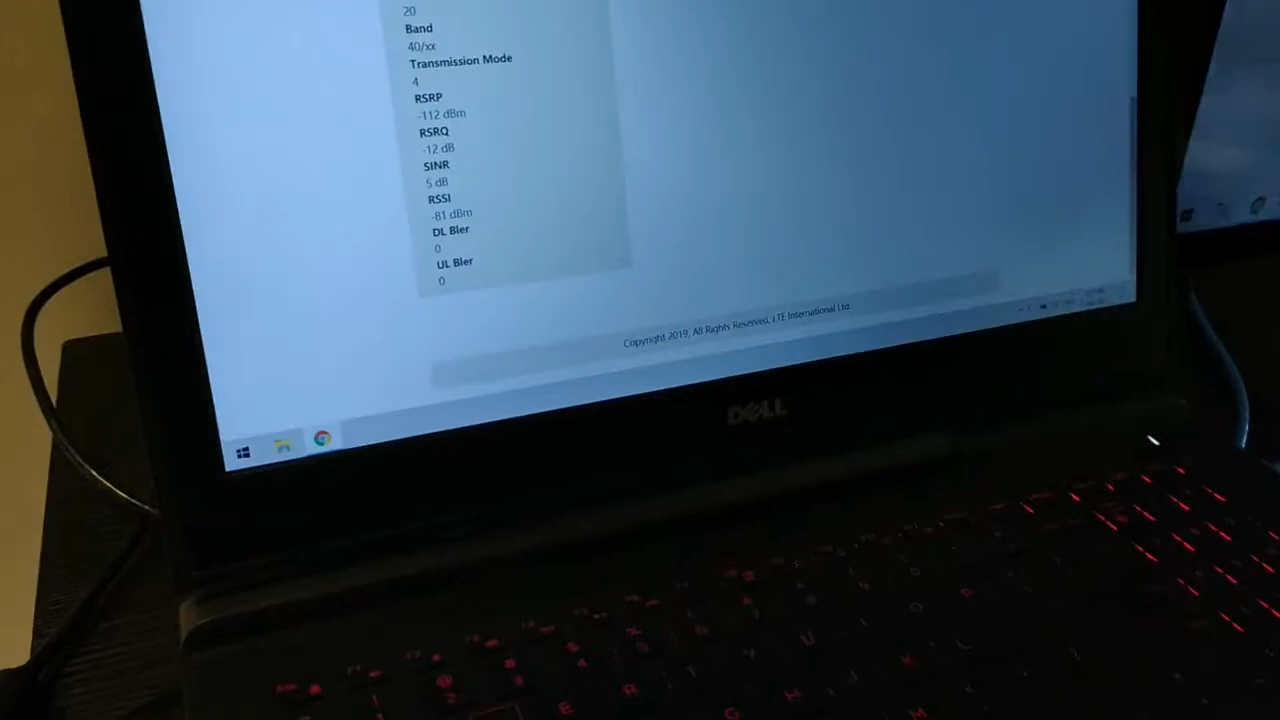 20
Band
40/xx
Transmission Mode
4
RSRP
-112 dBm
RSRQ
-12 dB
SINR
5 dB
RSSI
-81 dBm
DL Bler
0
UL Bler
0
Copyright 2019, All Rights Reserved, LTE International Ltd.
DELL